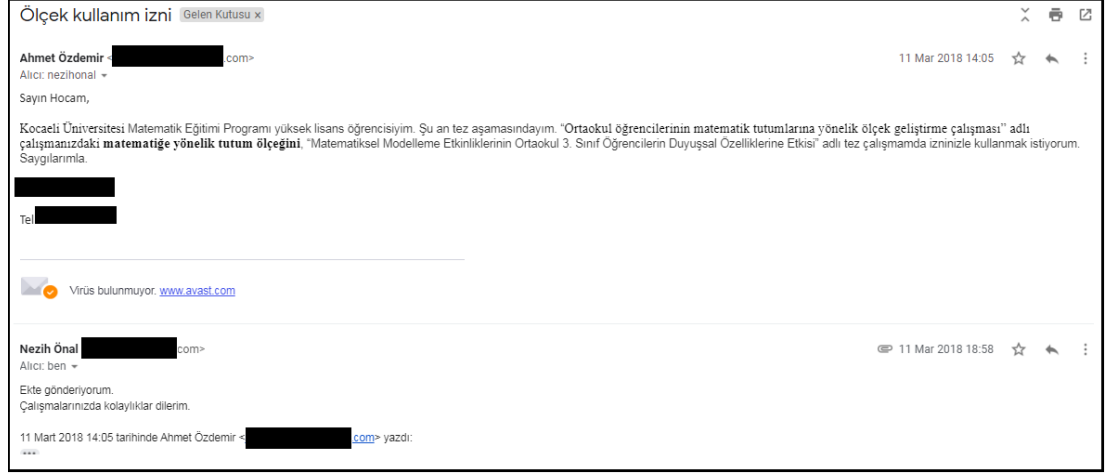 Ölçek kullanım izni Gelen Kutusu x
Ahmet Özdemir < .com> 11 Mar 2018 14:05
Alıcı: nezihonal
Sayın Hocam,
Kocaeli Üniversitesi Matematik Eğitimi Programı yüksek lisans öğrencisiyim. Şu an tez aşamasındayım. “Ortaokul öğrencilerinin matematik tutumlarına yönelik ölçek geliştirme çalışması” adlı
çalışmanızdaki matematiğe yönelik tutum ölçeğini, “Matematiksel Modelleme Etkinliklerinin Ortaokul 3. Sınıf Öğrencilerin Duyuşsal Özelliklerine Etkisi” adlı tez çalışmamda izninizle kullanmak istiyorum.
Saygılarımla.
Tel
Virüs bulunmuyor. www.avast.com
Nezih Önal com> 11 Mar 2018 18:58
Alıcı: ben
Ekte gönderiyorum.
Çalışmalarınızda kolaylıklar dilerim.
11 Mart 2018 14:05 tarihinde Ahmet Özdemir < .com> yazdı: